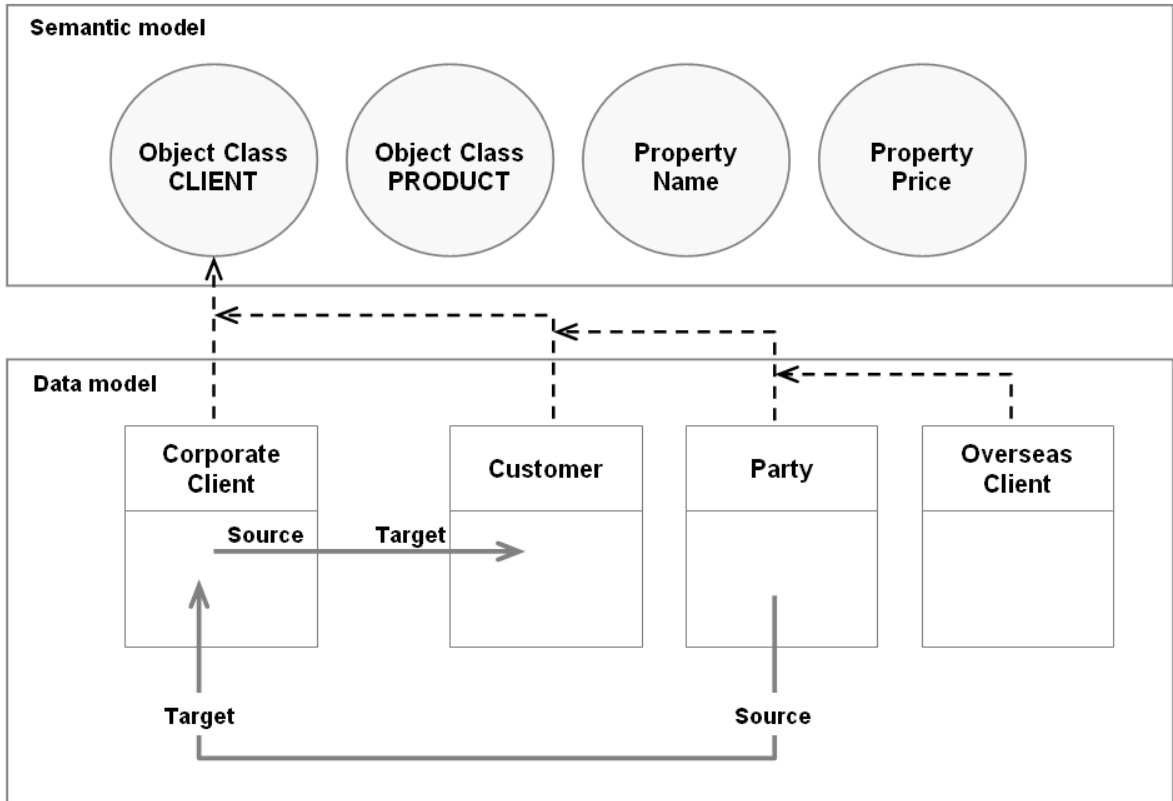 Semantic model
Object Class
CLIENT
Object Class
PRODUCT
Property
Name
Property
Price
Data model
Corporate
Client
Customer
Party
Overseas
Client
Source
Target
Target
Source